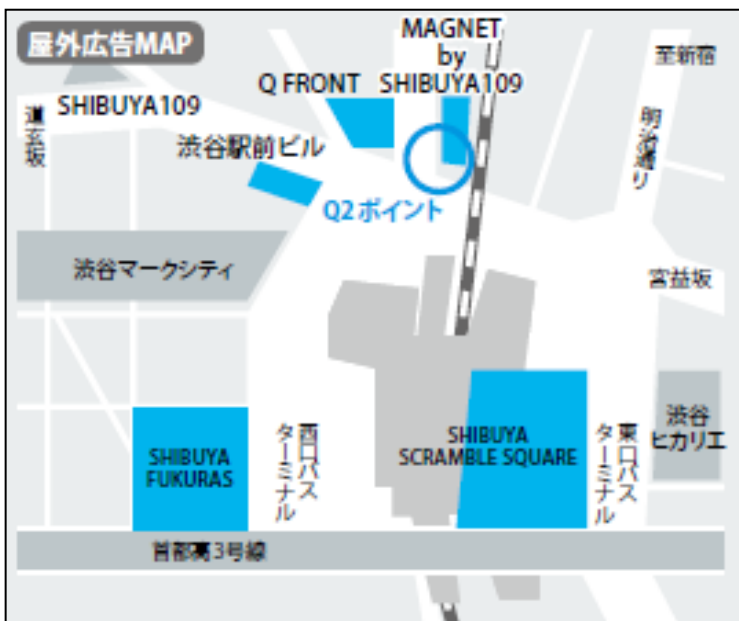 屋外広告MAP
MAGNET
by
SHIBUYA109
Q FRONT
至新宿
SHIBUYA109
道玄坂
明治通り
渋谷駅前ビル
Q2ポイント
渋谷マークシティ
宮益坂
SHIBUYA
FUKURAS
西口バス
ターミナル
SHIBUYA
SCRAMBLE SQUARE
東口バス
ターミナル
渋谷
ヒカリエ
首都高3号線